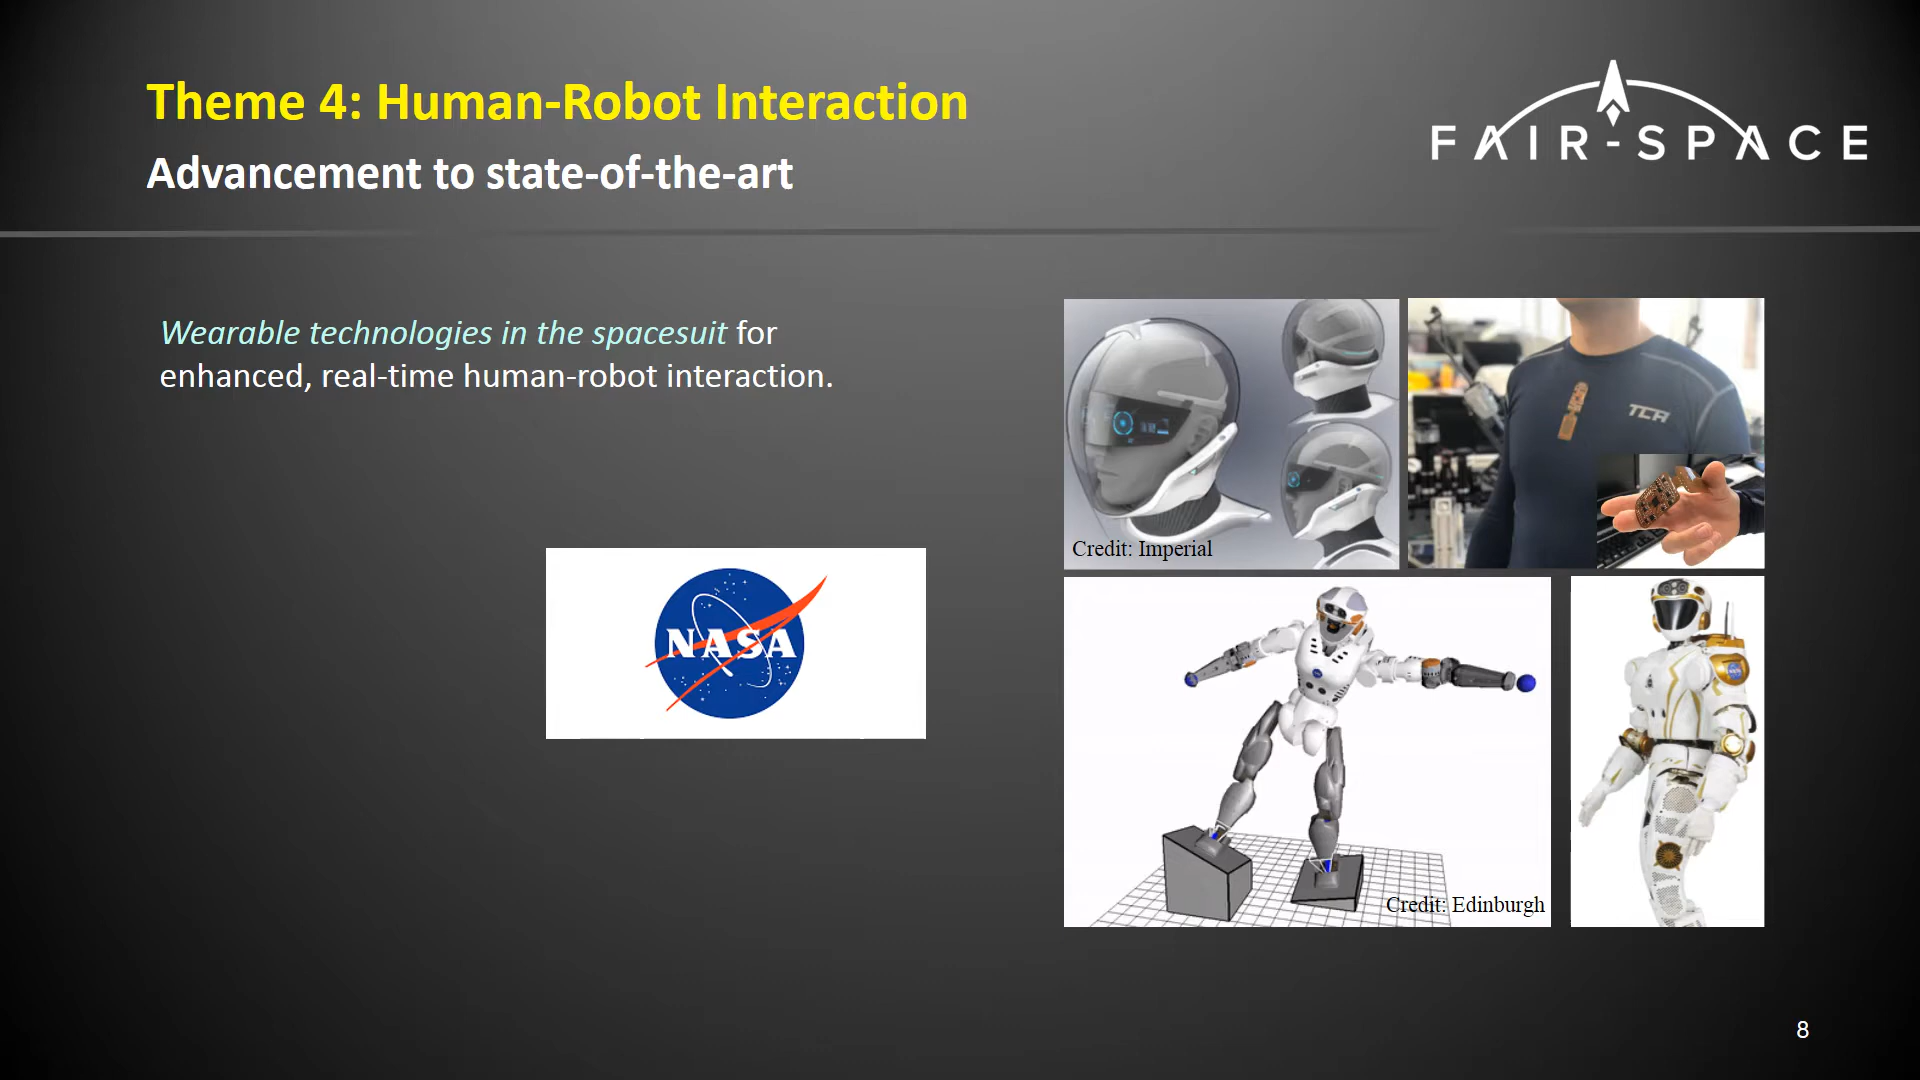 Theme 4: Human-Robot Interaction
Advancement to state-of-the-art
FAIR-SPACE
Wearable technologies in the spacesuit for
enhanced, real-time human-robot interaction.
NASA
Credit: Imperial
TCA
Credit: Edinburgh
8